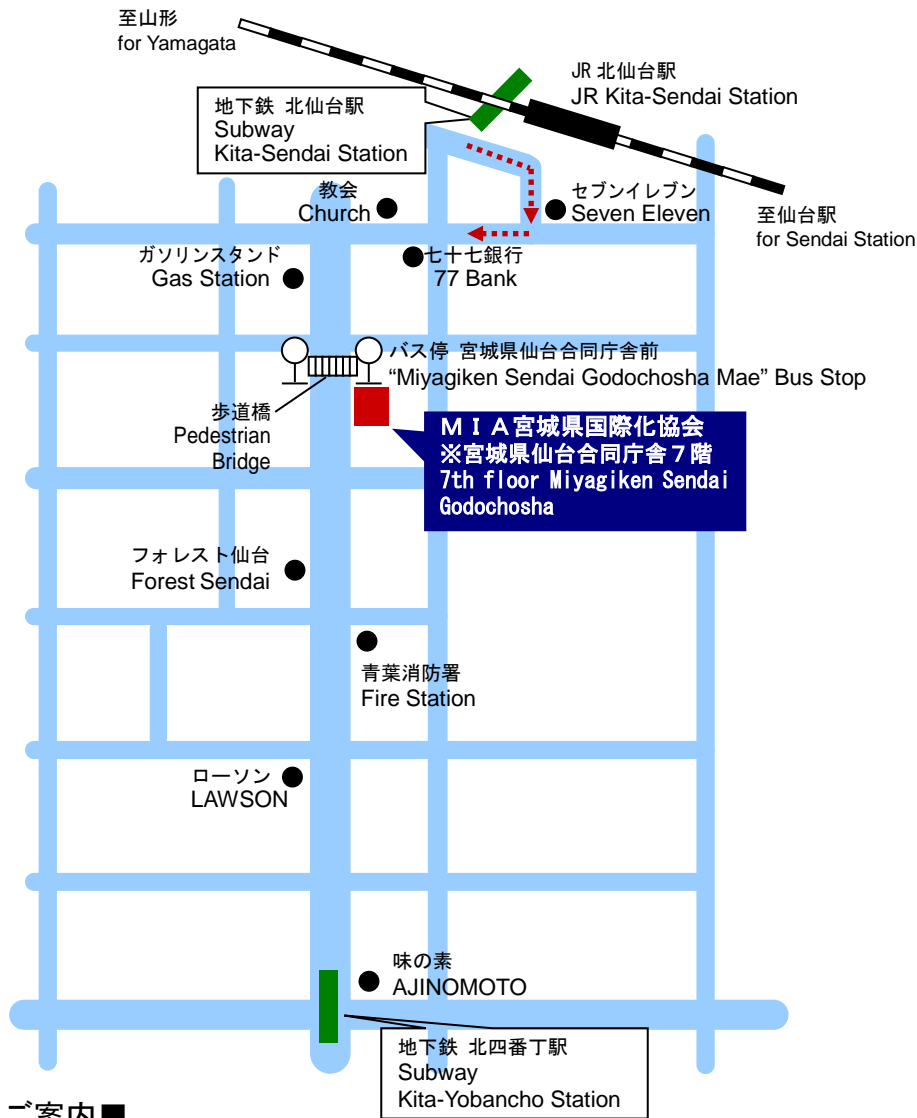 至山形
for Yamagata
JR 北仙台駅
JR Kita-Sendai Station
地下鉄 北仙台駅
Subway
Kita-Sendai Station
教会
Church
セブンイレブン
Seven Eleven
至仙台駅
for Sendai Station
ガソリンスタンド
Gas Station
七十七銀行
77 Bank
バス停 宮城県仙台合同庁舎前
“Miyagiken Sendai Godochosha Mae” Bus Stop
歩道橋
Pedestrian
Bridge
ＭＩＡ宮城県国際化協会
※宮城県仙台合同庁舎７階
7th floor Miyagiken Sendai
Godochosha
フォレスト仙台
Forest Sendai
青葉消防署
Fire Station
ローソン
LAWSON
味の素
AJINOMOTO
地下鉄 北四番丁駅
Subway
Kita-Yobancho Station
ご案内■